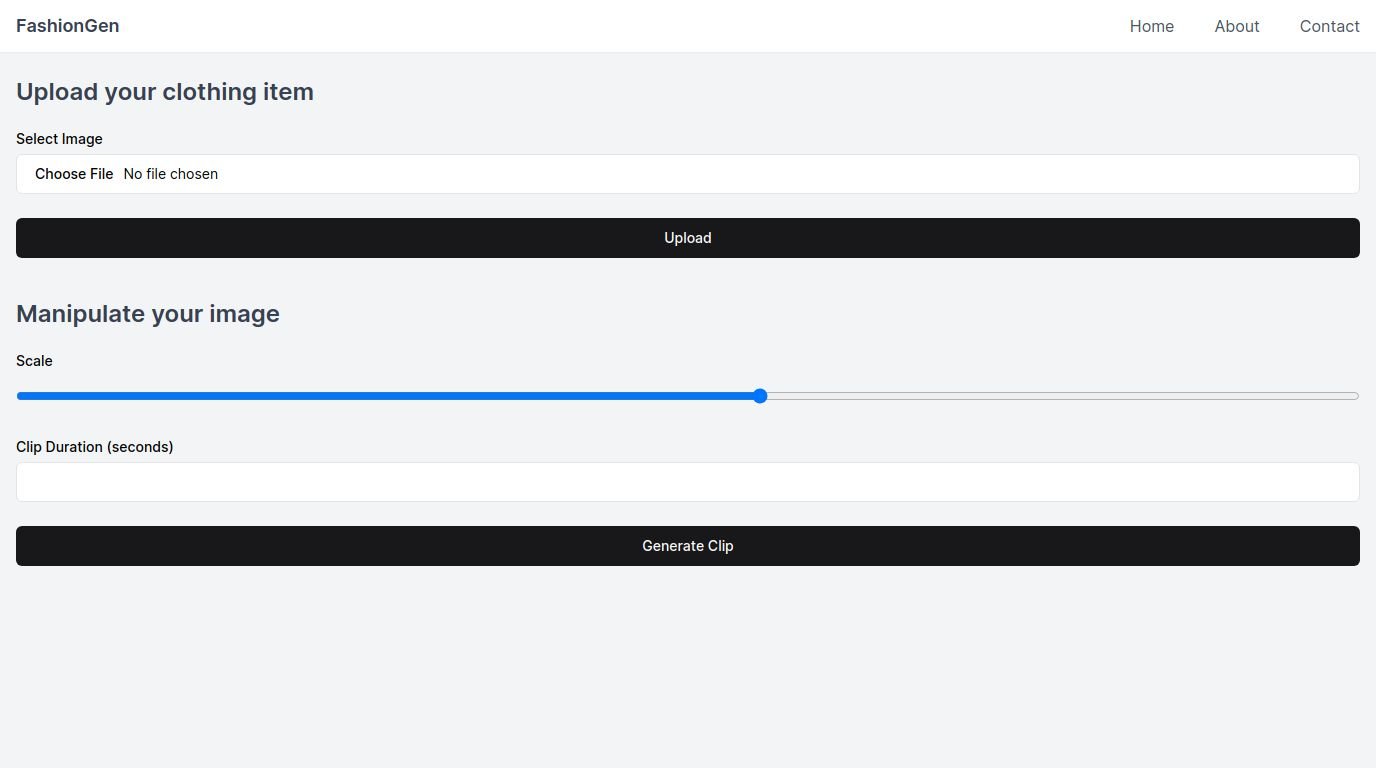 FashionGen Home About Contact
Upload your clothing item
Select Image
Choose File No file chosen
Upload
Manipulate your image
Scale
Clip Duration (seconds)
Generate Clip